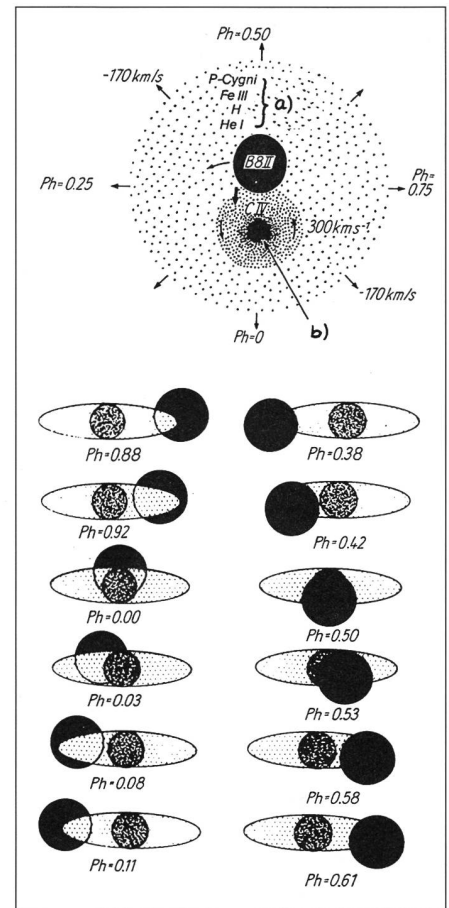 Ph=0.50
-170 km/s
P-Cygni
Fe III
H
He I
a)
B8II
Ph=0.25
Ph=
0.75
C IV
300 km s⁻¹
-170 km/s
Ph=0
b)
Ph=0.88
Ph=0.38
Ph=0.92
Ph=0.42
Ph=0.00
Ph=0.50
Ph=0.03
Ph=0.53
Ph=0.08
Ph=0.58
Ph=0.11
Ph=0.61